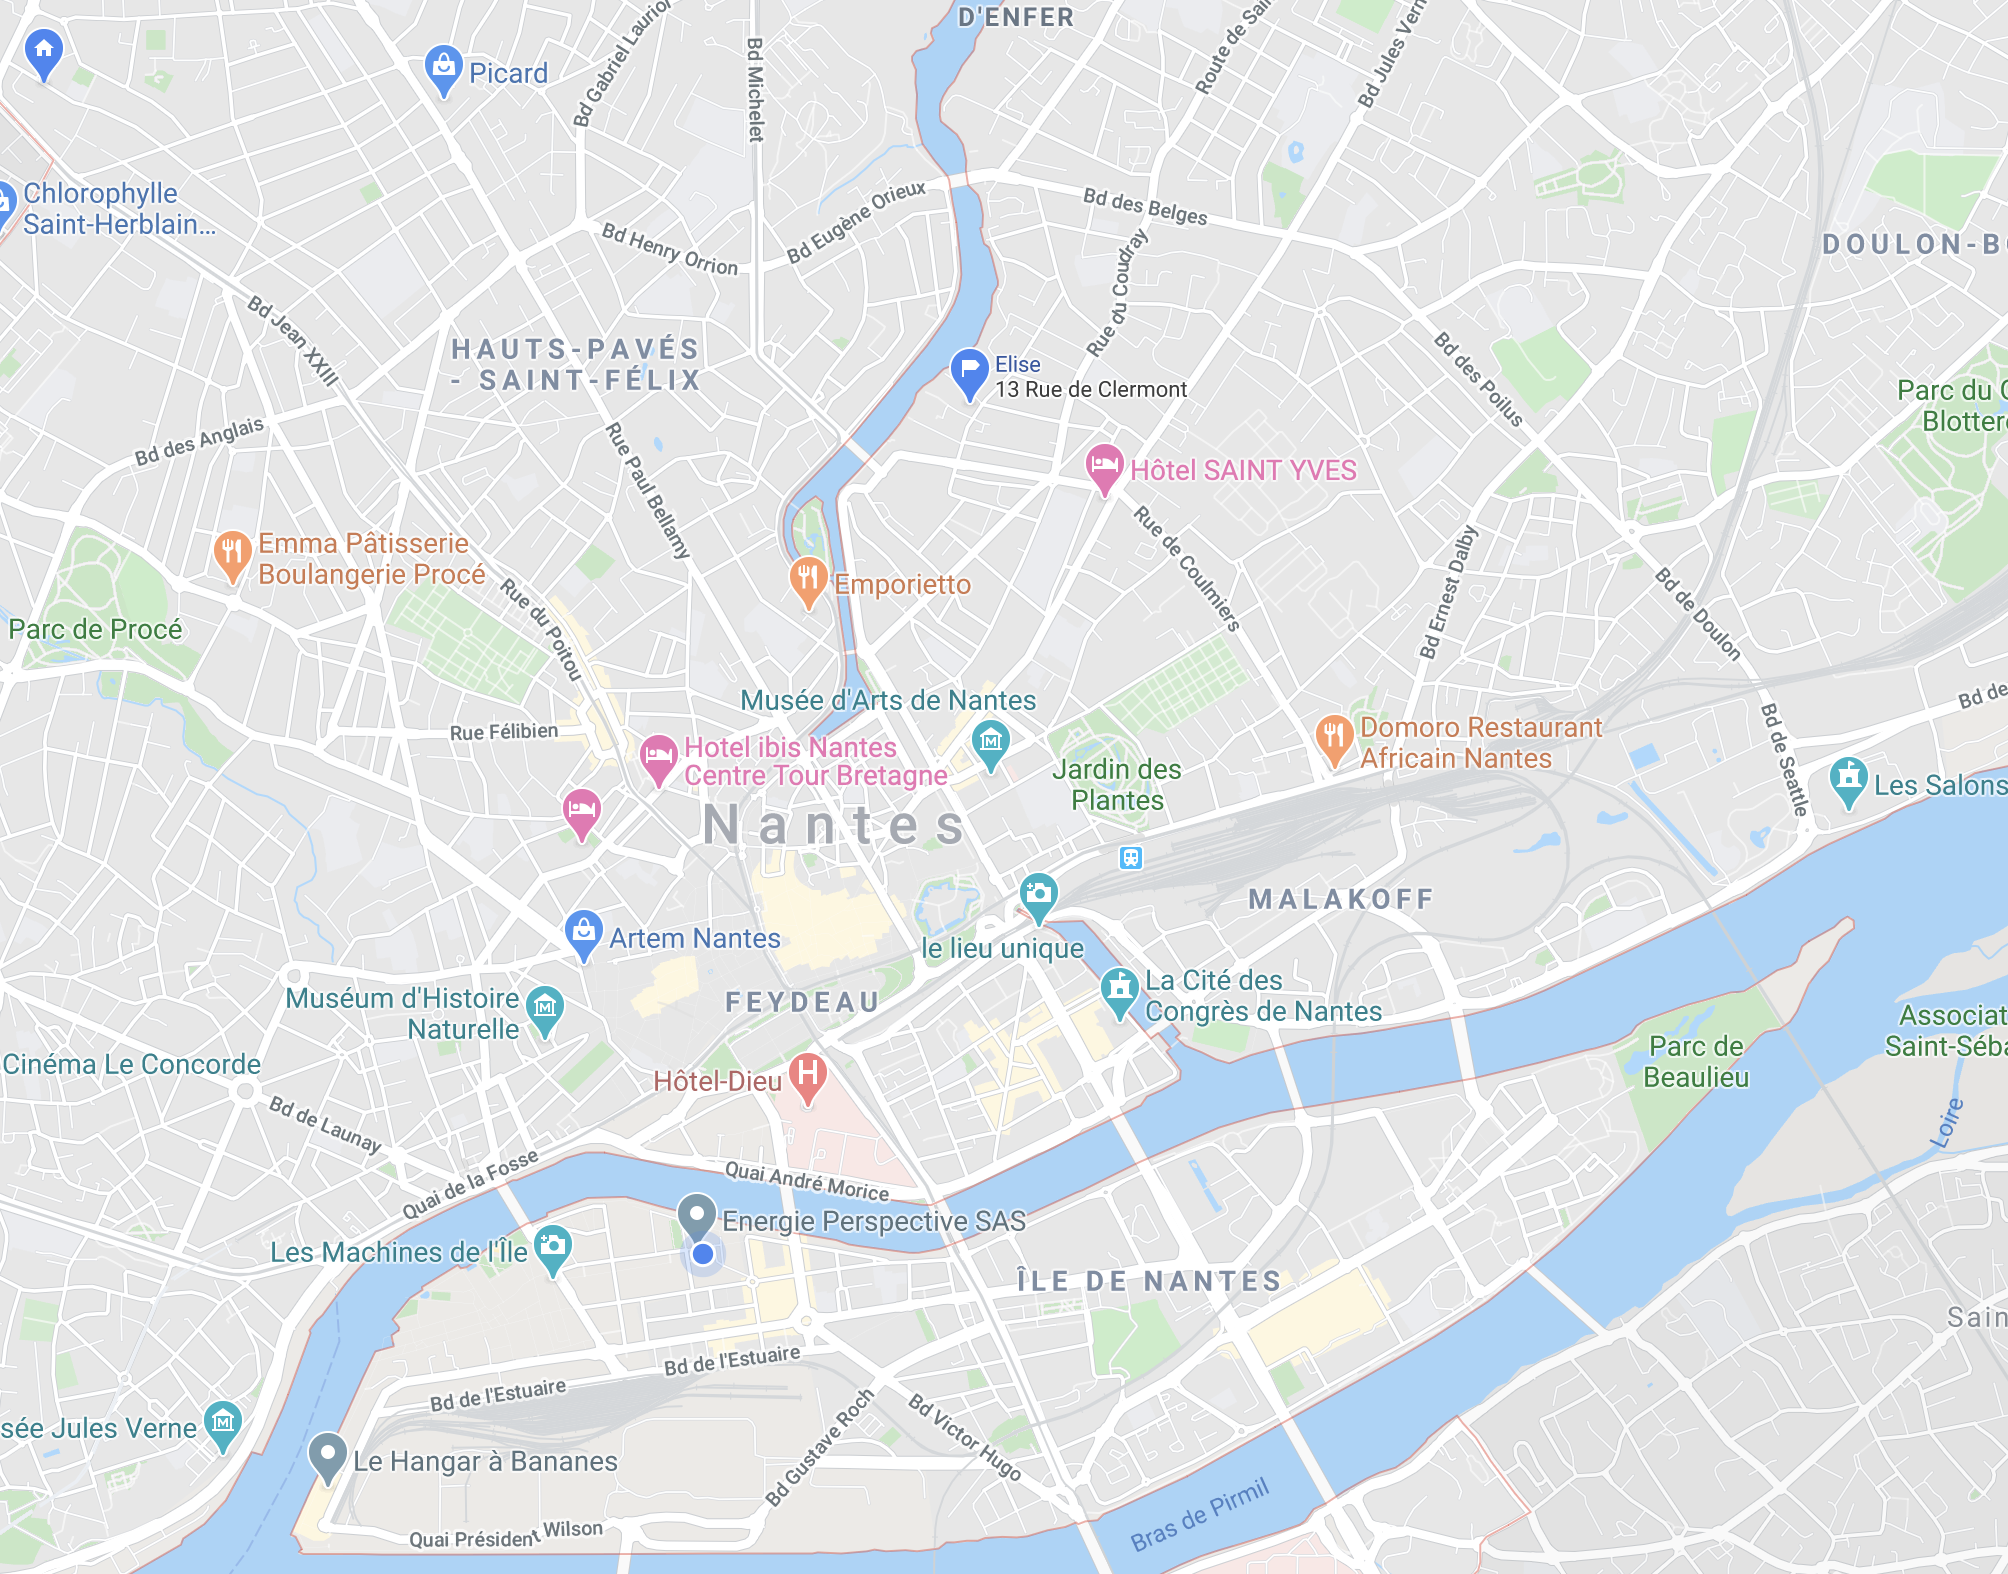 D'ENFER
Picard
Bd Gabriel Lauriol
Bd Michelet
Route de Sai
Bd Jules Vern
Chlorophylle
Saint-Herblain...
Bd Henry Orrion
Bd Eugène Orieux
Bd des Belges
Rue du Coudray
DOULON-BO
Bd Jean XXIII
HAUTS-PAVÉS
- SAINT-FÉLIX
Elise
13 Rue de Clermont
Bd des Poilus
Parc du G
Blottere
Bd des Anglais
Rue Paul Bellamy
Hôtel SAINT YVES
Rue de Coulmiers
Bd Ernest Dalby
Emma Pâtisserie
Boulangerie Procé
Emporietto
Rue du Poitou
Bd de Doulon
Parc de Procé
Musée d'Arts de Nantes
Bd de
Rue Félibien
Hotel ibis Nantes
Centre Tour Bretagne
Jardin des
Plantes
Domoro Restaurant
Africain Nantes
Bd de Seattle
Les Salons
Nantes
MALAKOFF
Artem Nantes
le lieu unique
La Cité des
Congrès de Nantes
Muséum d'Histoire
Naturelle
FEYDEAU
Associat
Saint-Séba
Parc de
Beaulieu
Cinéma Le Concorde
Hôtel-Dieu
Bd de Launay
Loire
Quai de la Fosse
Quai André Morice
Energie Perspective SAS
Les Machines de l'Île
ÎLE DE NANTES
Sain
Bd de l'Estuaire
Bd de l'Estuaire
sée Jules Verne
Bd Gustave Roch
Bd Victor Hugo
Le Hangar à Bananes
Quai Président Wilson
Bras de Pirmil